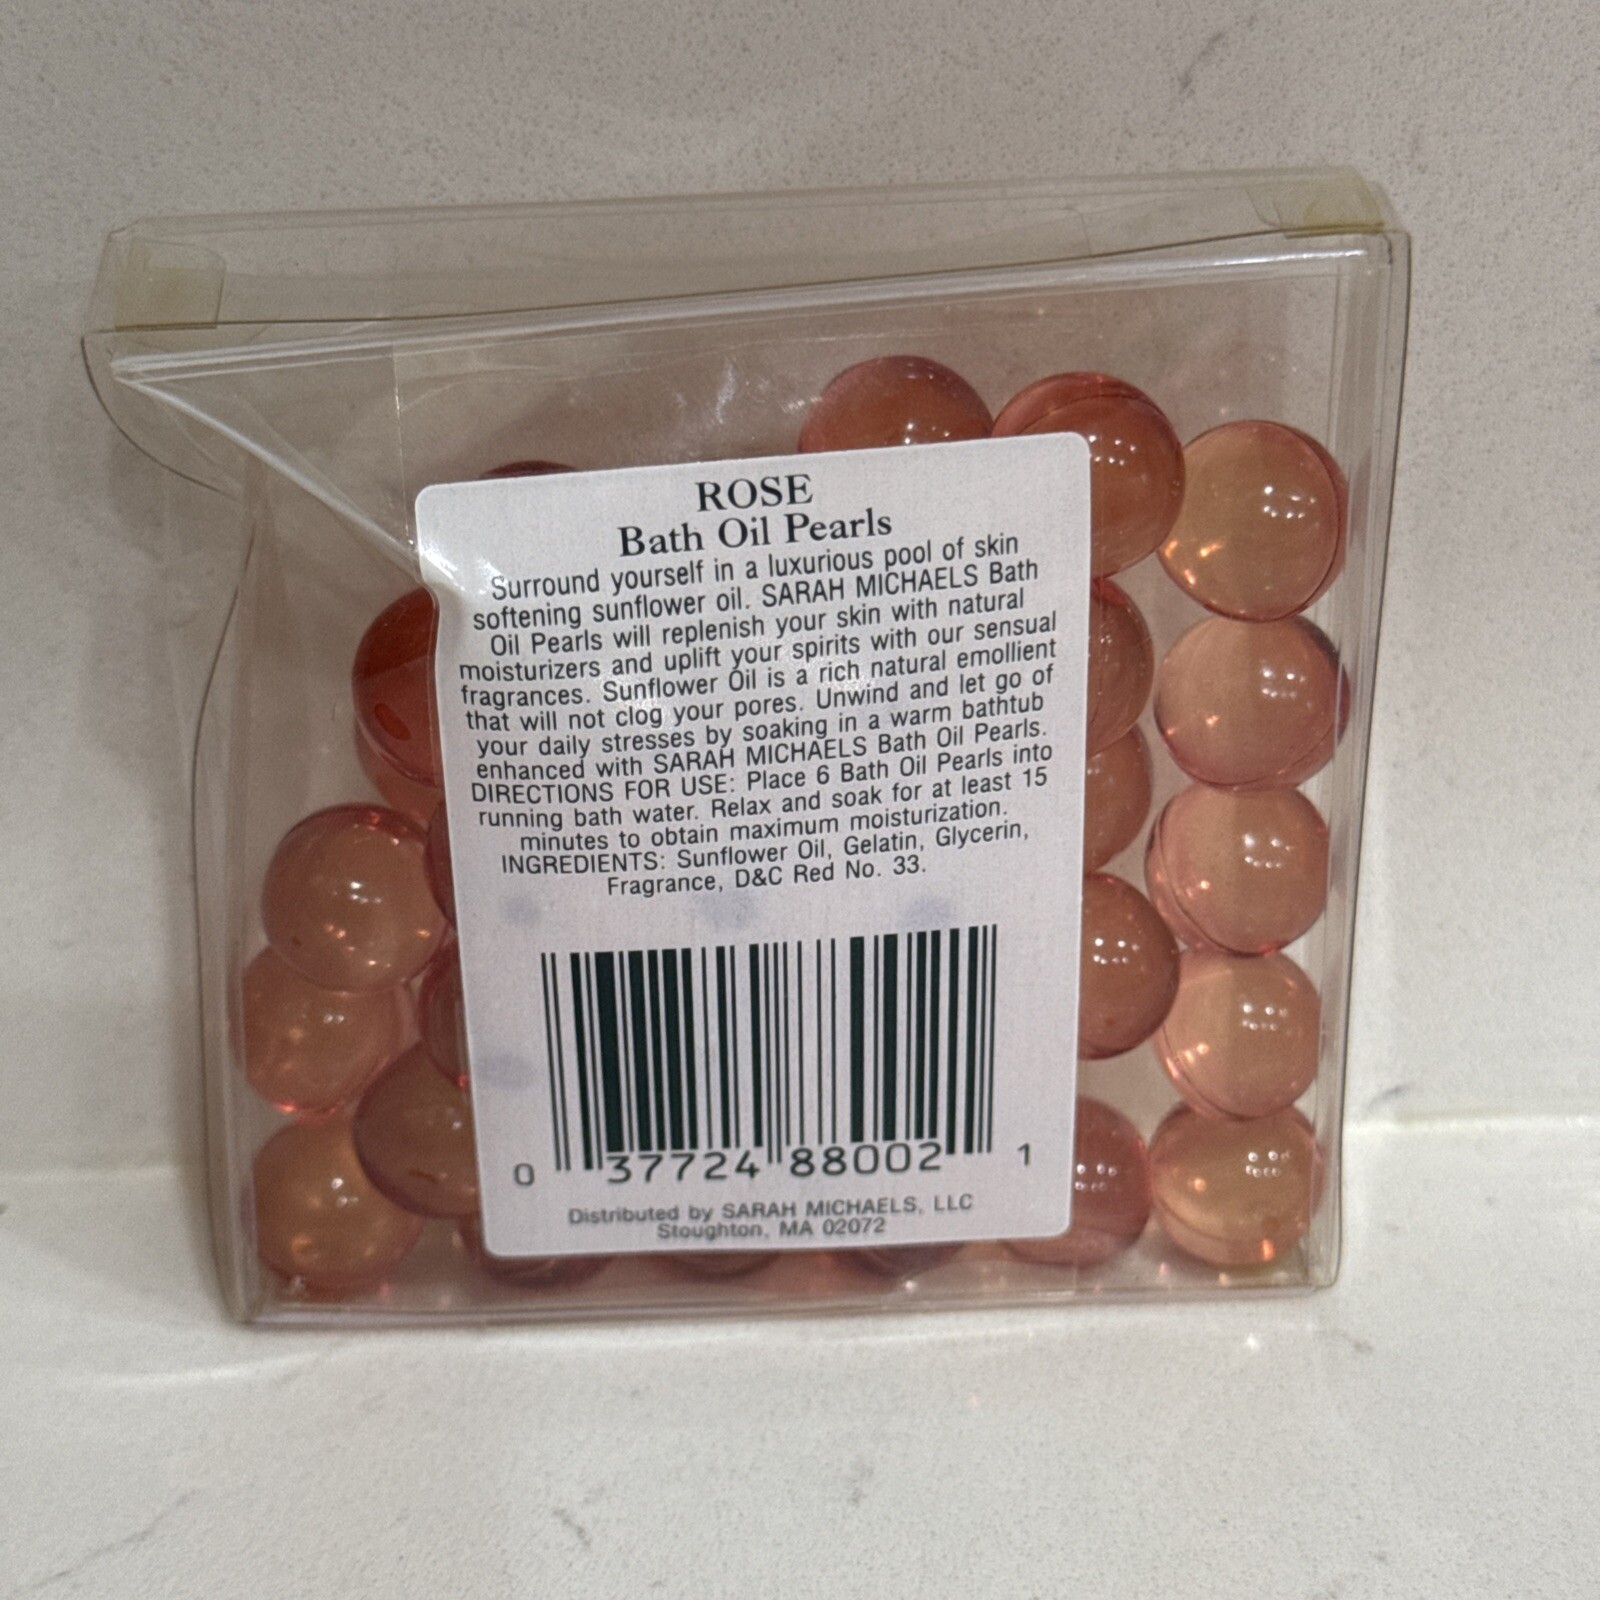 ROSE
Bath Oil Pearls
Surround yourself in a luxurious pool of skin
softening sunflower oil. SARAH MICHAELS Bath
Oil Pearls will replenish your skin with natural
moisturizers and uplift your spirits with our sensual
fragrances. Sunflower Oil is a rich natural emollient
that will not clog your pores. Unwind and let go of
your daily stresses by soaking in a warm bathtub
enhanced with SARAH MICHAELS Bath Oil Pearls.
DIRECTIONS FOR USE: Place 6 Bath Oil Pearls into
running bath water. Relax and soak for at least 15
minutes to obtain maximum moisturization.
INGREDIENTS: Sunflower Oil, Gelatin, Glycerin,
Fragrance, D&C Red No. 33.
0 37724 88002 1
Distributed by SARAH MICHAELS, LLC
Stoughton, MA 02072